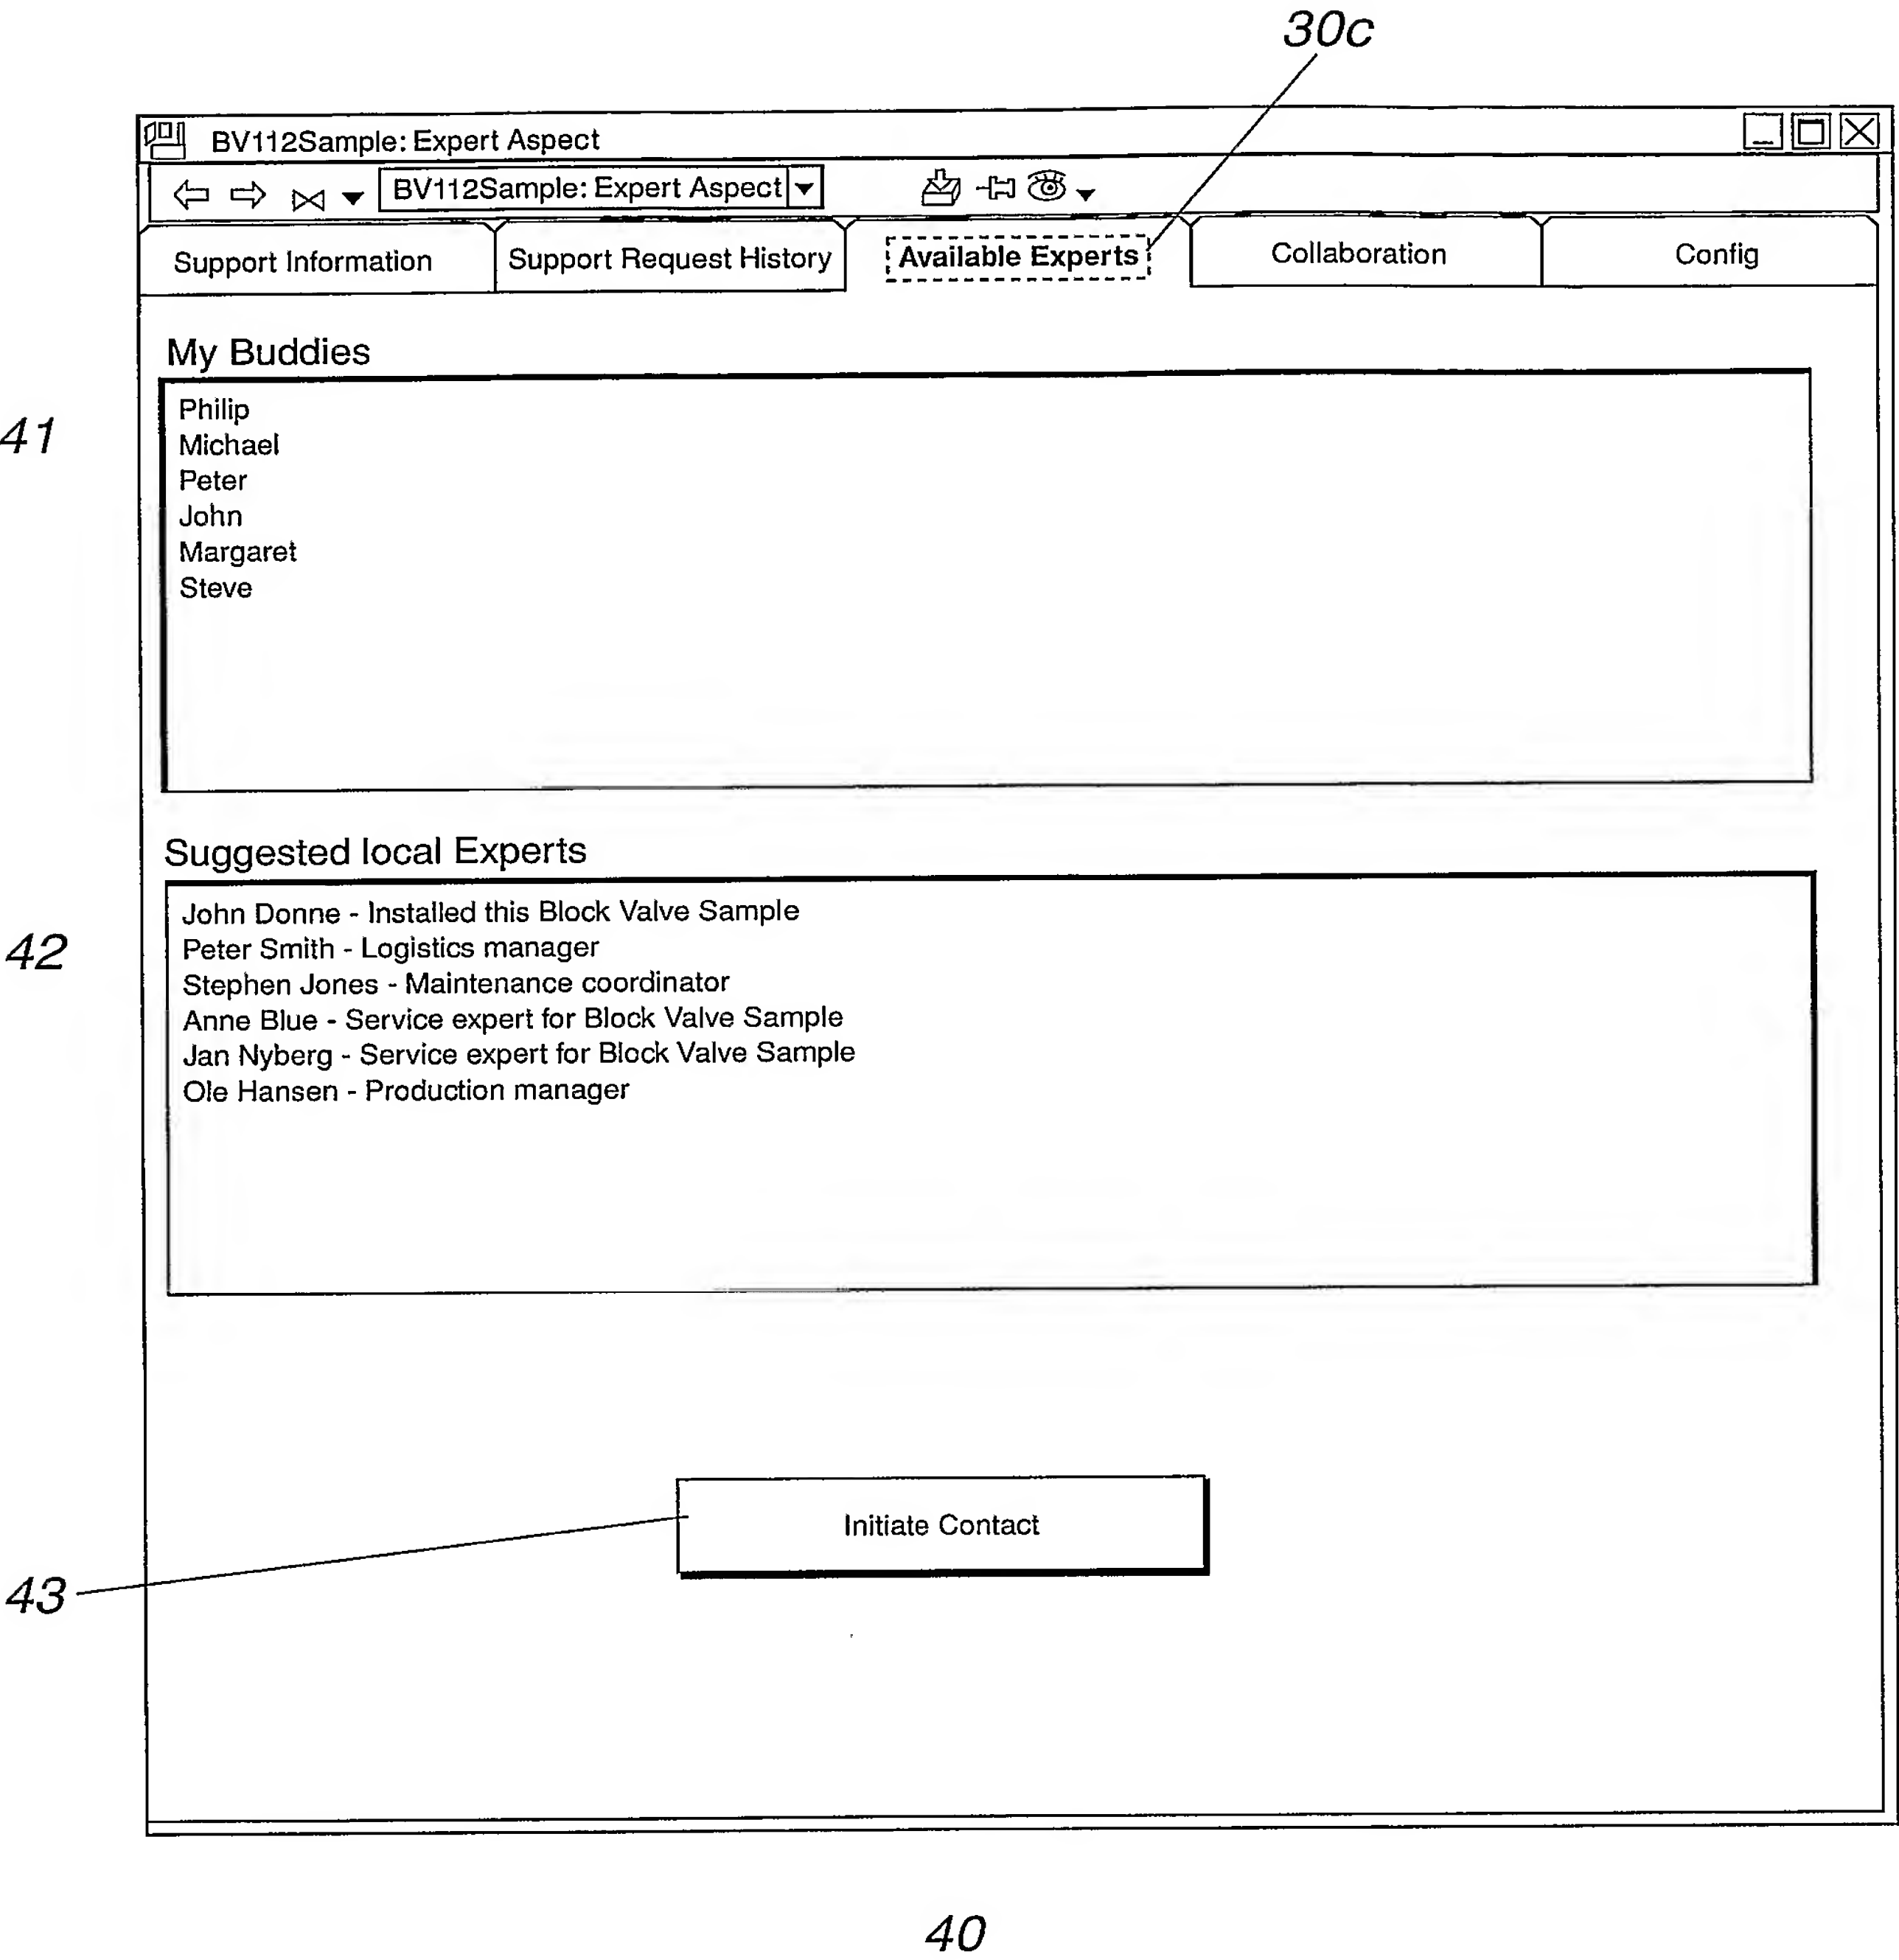 30c
BV112Sample: Expert Aspect
BV112Sample: Expert Aspect
Support Information
Support Request History
Available Experts
Collaboration
Config
My Buddies
41
Philip
Michael
Peter
John
Margaret
Steve
Suggested local Experts
42
John Donne - Installed this Block Valve Sample
Peter Smith - Logistics manager
Stephen Jones - Maintenance coordinator
Anne Blue - Service expert for Block Valve Sample
Jan Nyberg - Service expert for Block Valve Sample
Ole Hansen - Production manager
Initiate Contact
43
40